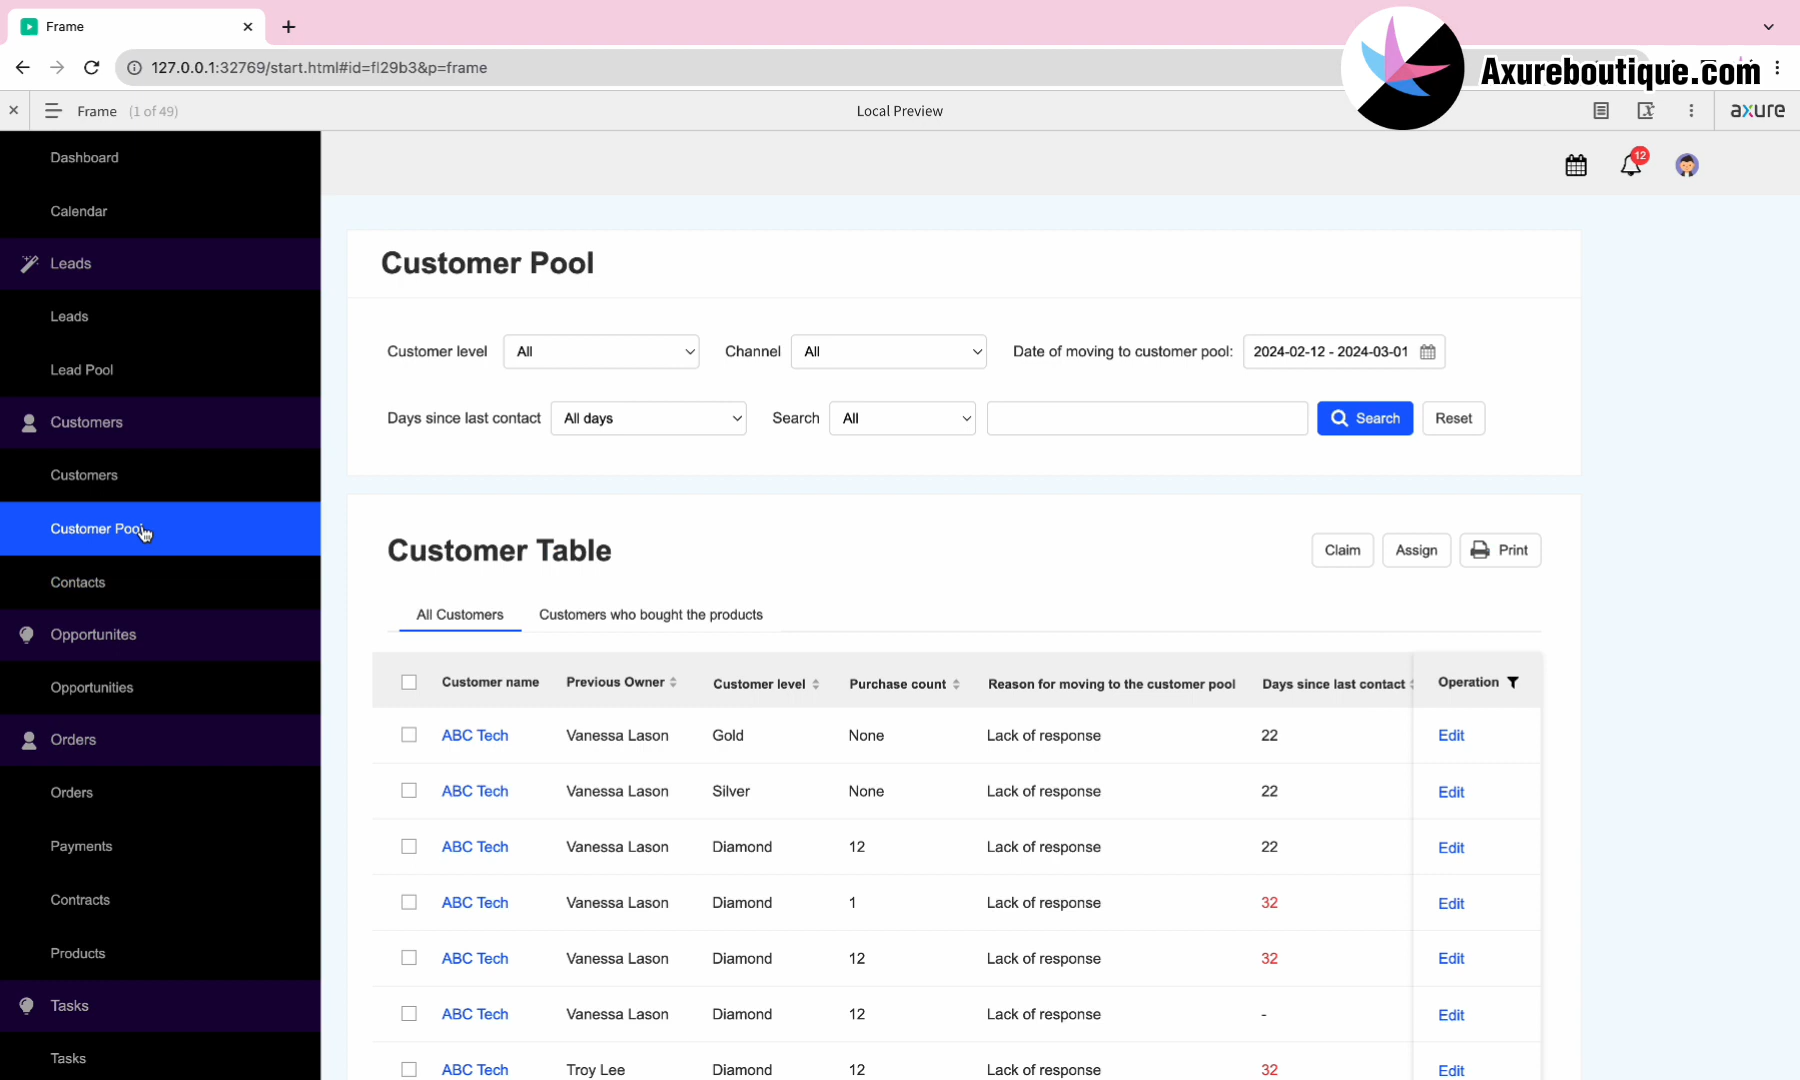 Frame
127.0.0.1:32769/start.html#id=fl29b3&p=frame
Axureboutique.com
Frame (1 of 49)
Local Preview
axure
Dashboard
Calendar
Leads
Leads
Lead Pool
Customers
Customers
Customer Pool
Contacts
Opportunites
Opportunities
Orders
Orders
Payments
Contracts
Products
Tasks
Tasks
12
Customer Pool
Customer level All Channel All Date of moving to customer pool: 2024-02-12 - 2024-03-01
Days since last contact All days Search All Search Reset
Customer Table
Claim Assign Print
All Customers Customers who bought the products
Customer name Previous Owner Customer level Purchase count Reason for moving to the customer pool Days since last contact Operation
ABC Tech Vanessa Lason Gold None Lack of response 22 Edit
ABC Tech Vanessa Lason Silver None Lack of response 22 Edit
ABC Tech Vanessa Lason Diamond 12 Lack of response 22 Edit
ABC Tech Vanessa Lason Diamond 1 Lack of response 32 Edit
ABC Tech Vanessa Lason Diamond 12 Lack of response 32 Edit
ABC Tech Vanessa Lason Diamond 12 Lack of response - Edit
ABC Tech Troy Lee Diamond 12 Lack of response 32 Edit